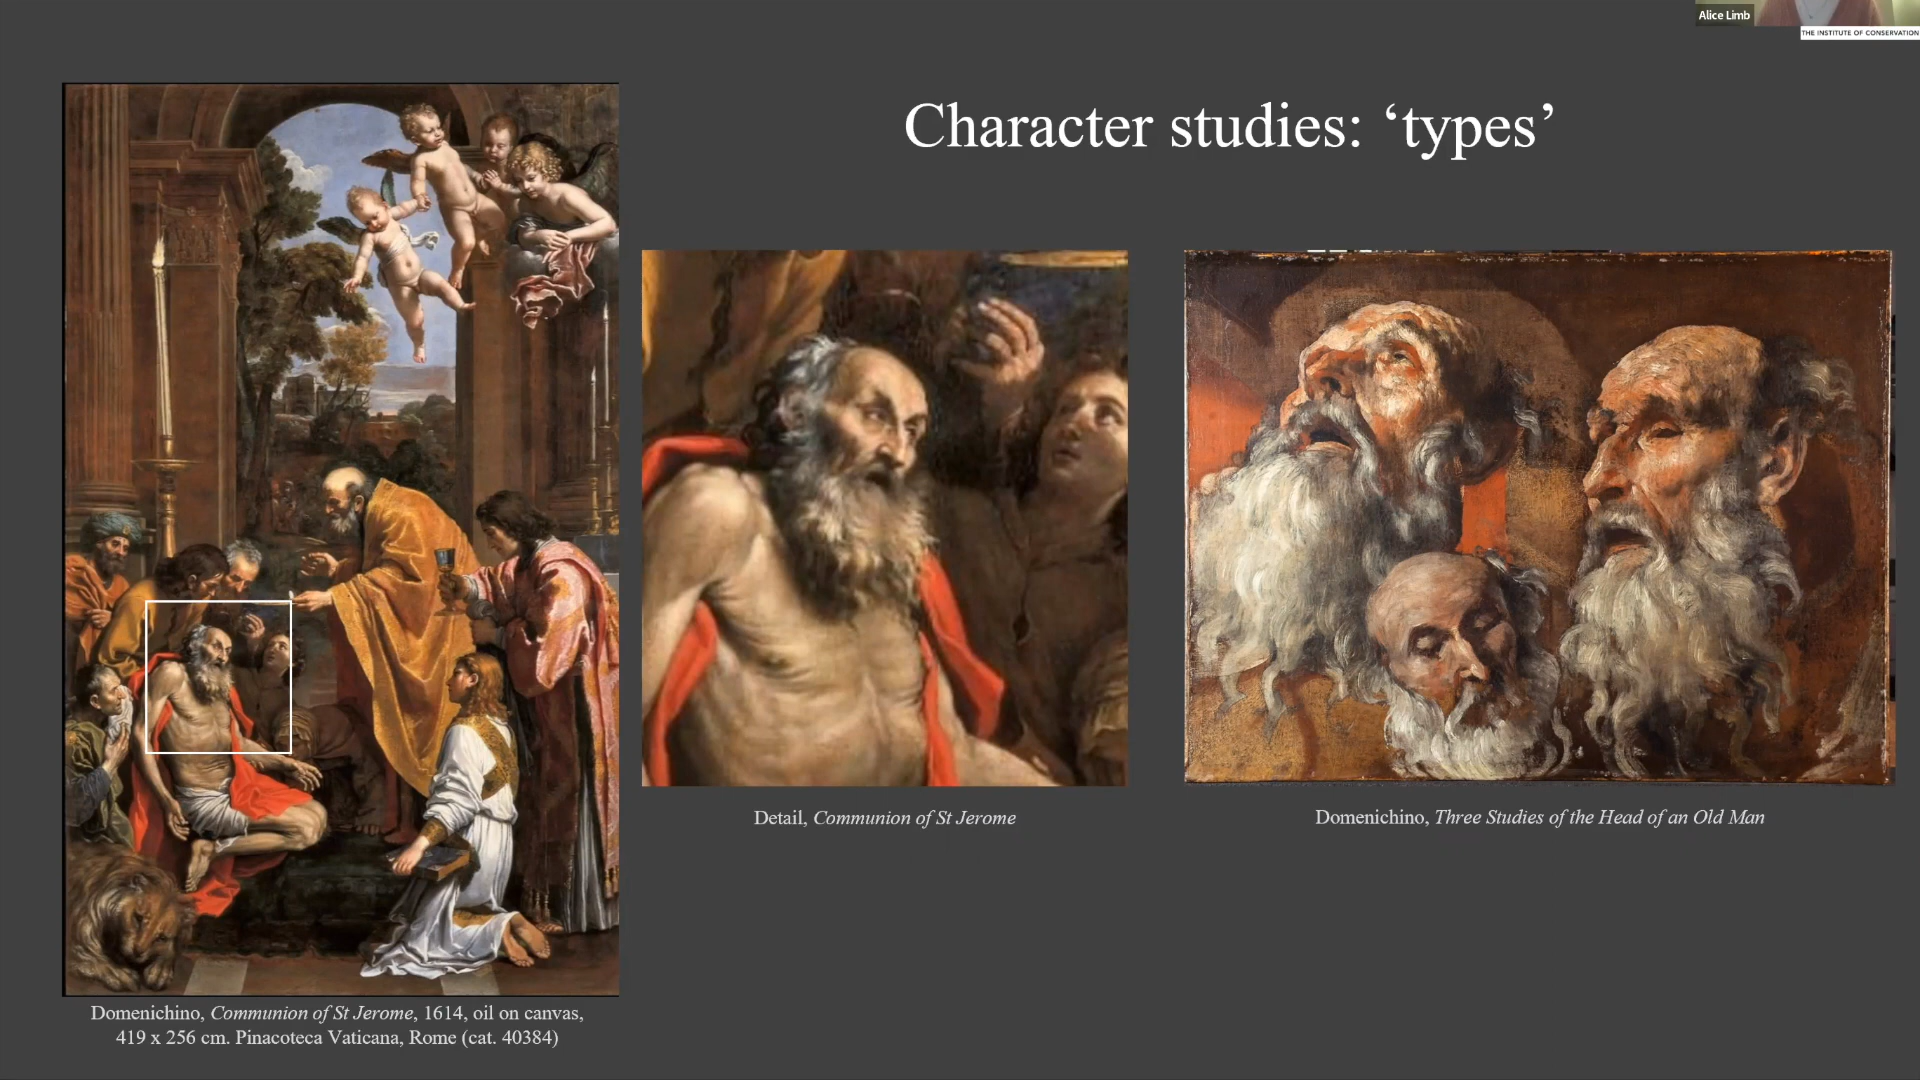 Alice Limb
THE INSTITUTE OF CONSERVATION
Character studies: ‘types’
Detail, Communion of St Jerome
Domenichino, Three Studies of the Head of an Old Man
Domenichino, Communion of St Jerome, 1614, oil on canvas,
419 x 256 cm. Pinacoteca Vaticana, Rome (cat. 40384)